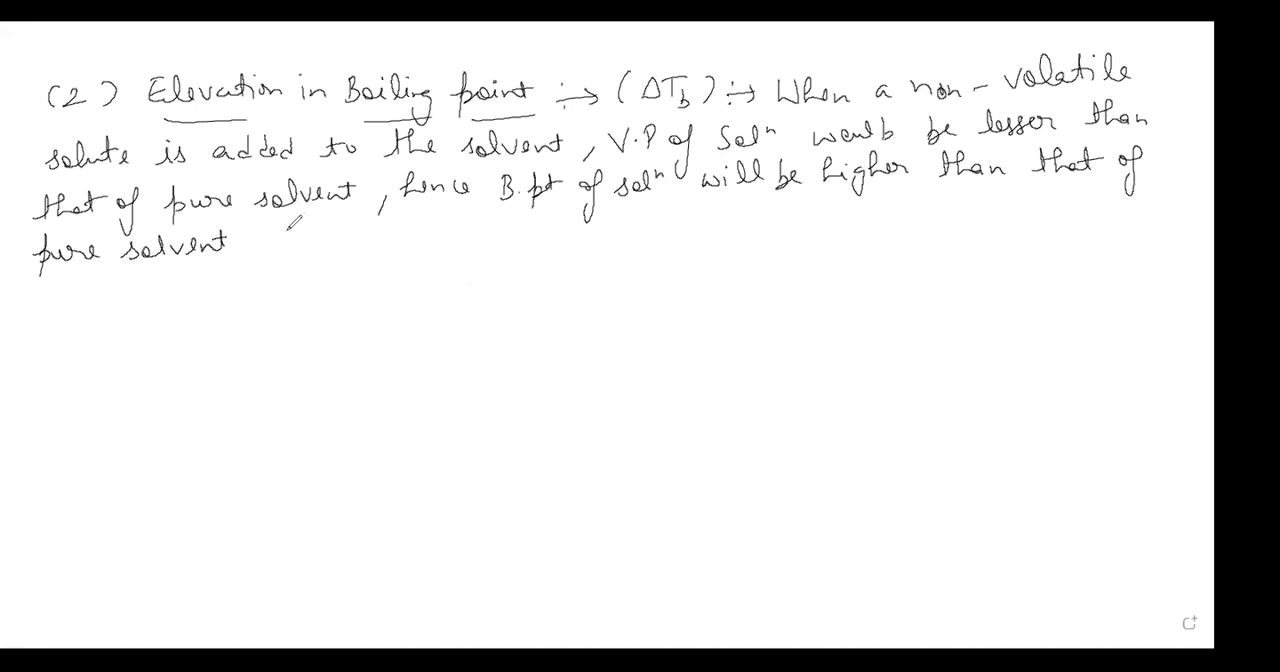 (2) Elevation in Boiling point :→ (ΔT_b) :→ When a non-volatile
solute is added to the solvent, V.P of Solⁿ would be lesser than
that of pure solvent, hence B.pt of solⁿ will be higher than that of
pure solvent